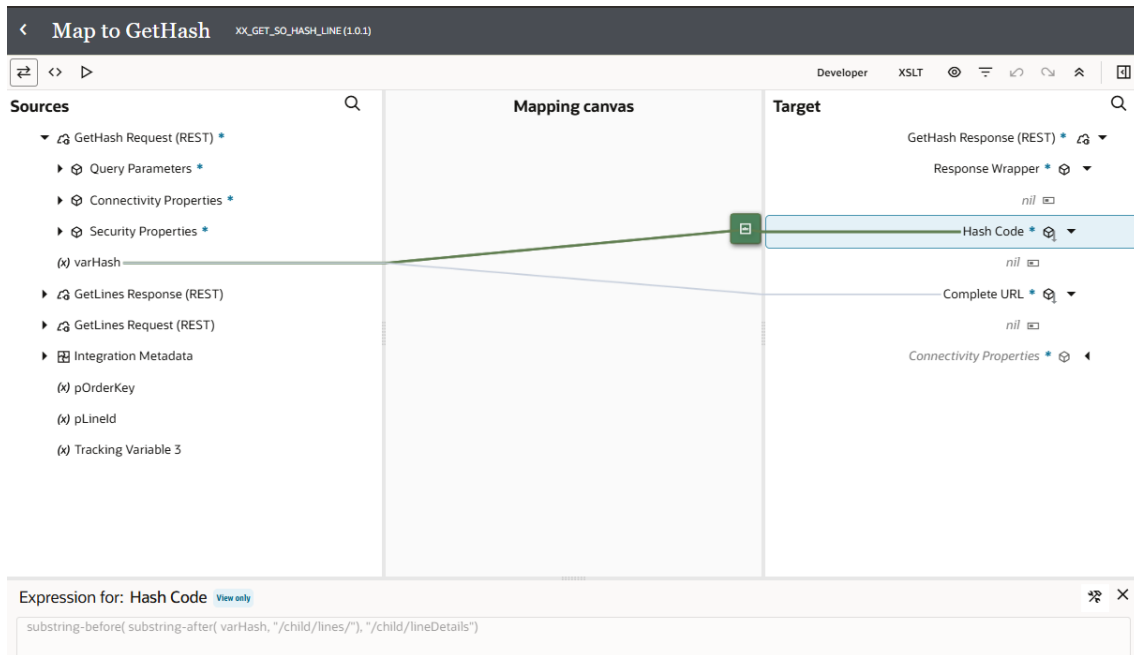 Map to GetHash XX_GET_SO_HASH_LINE (1.0.1)
Developer XSLT
Sources Mapping canvas Target
GetHash Request (REST) * GetHash Response (REST) *
Query Parameters * Response Wrapper *
Connectivity Properties * nil
Security Properties * Hash Code *
(x) varHash nil
GetLines Response (REST) Complete URL *
GetLines Request (REST) nil
Integration Metadata Connectivity Properties *
(x) pOrderKey
(x) pLineId
(x) Tracking Variable 3
Expression for: Hash Code View only
substring-before( substring-after( varHash, "/child/lines/"), "/child/lineDetails")